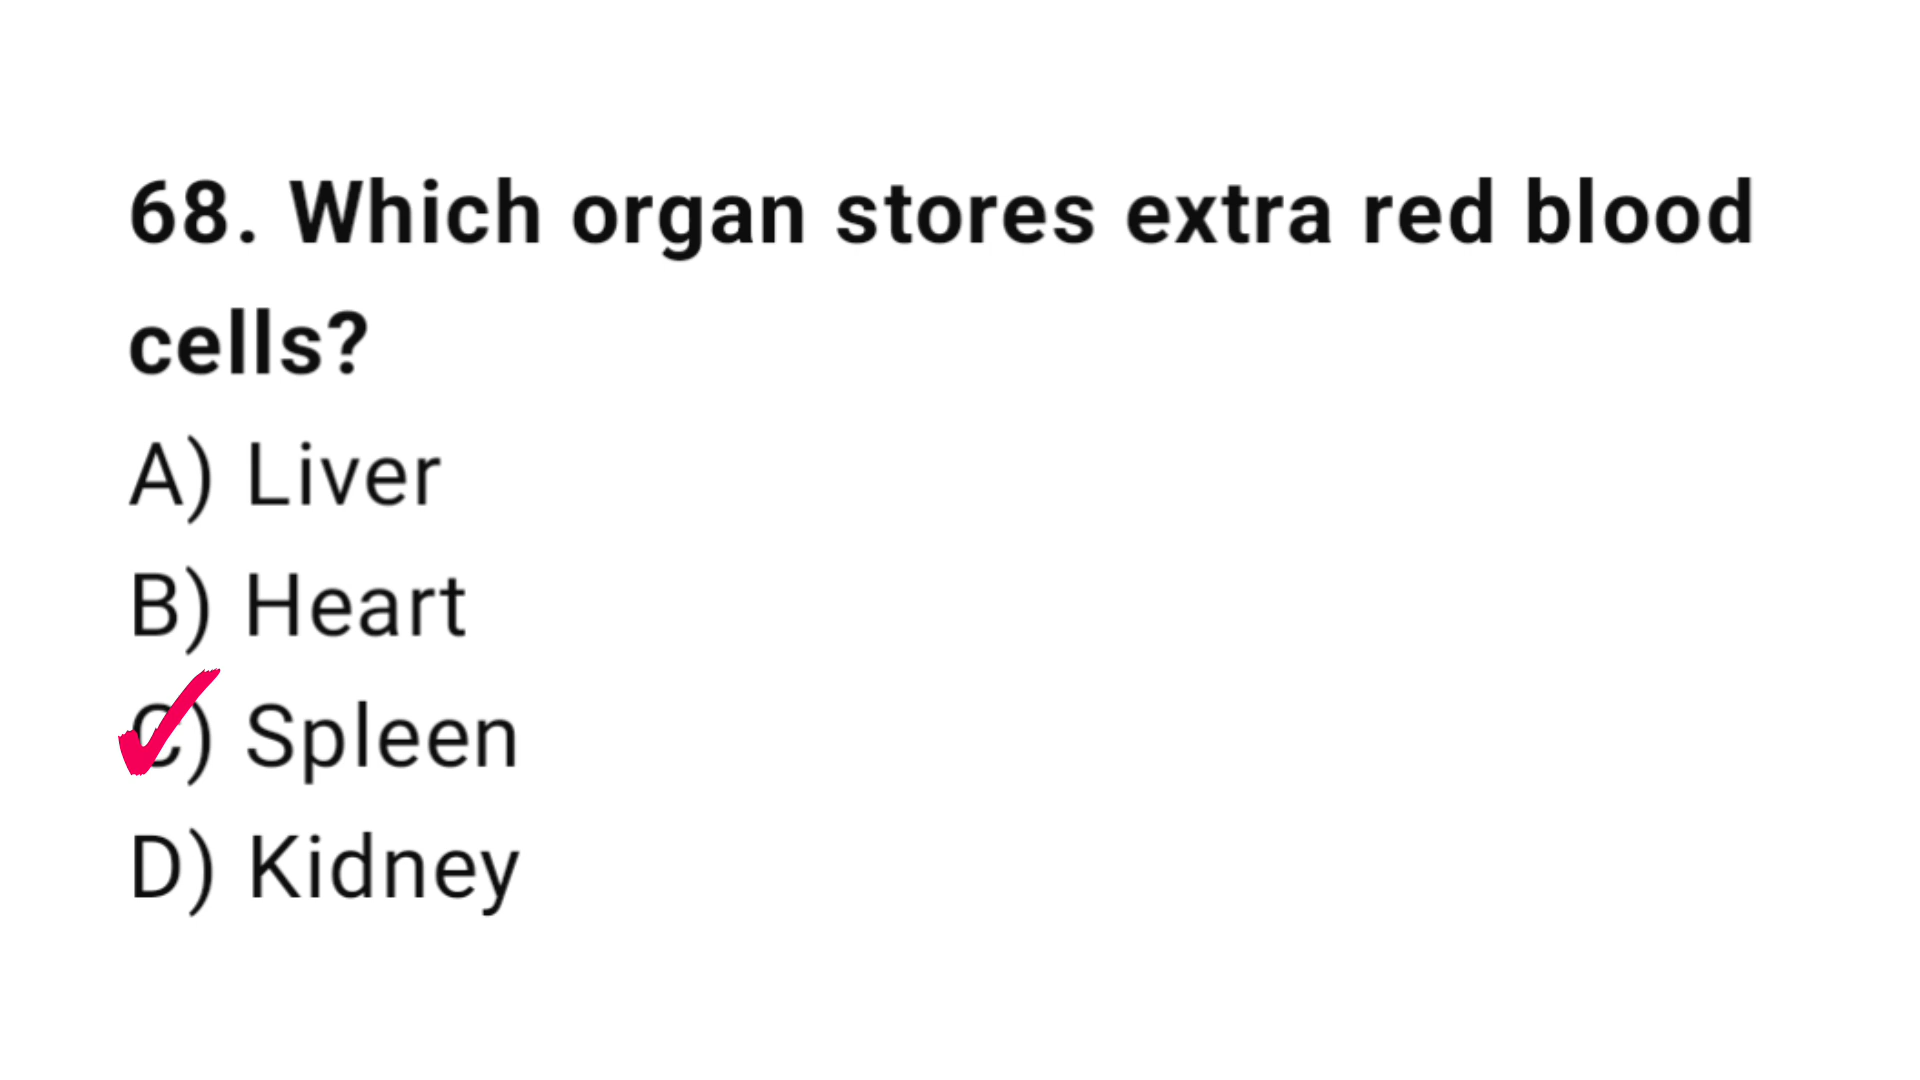 68. Which organ stores extra red blood
cells?
A) Liver
B) Heart
C) Spleen
D) Kidney